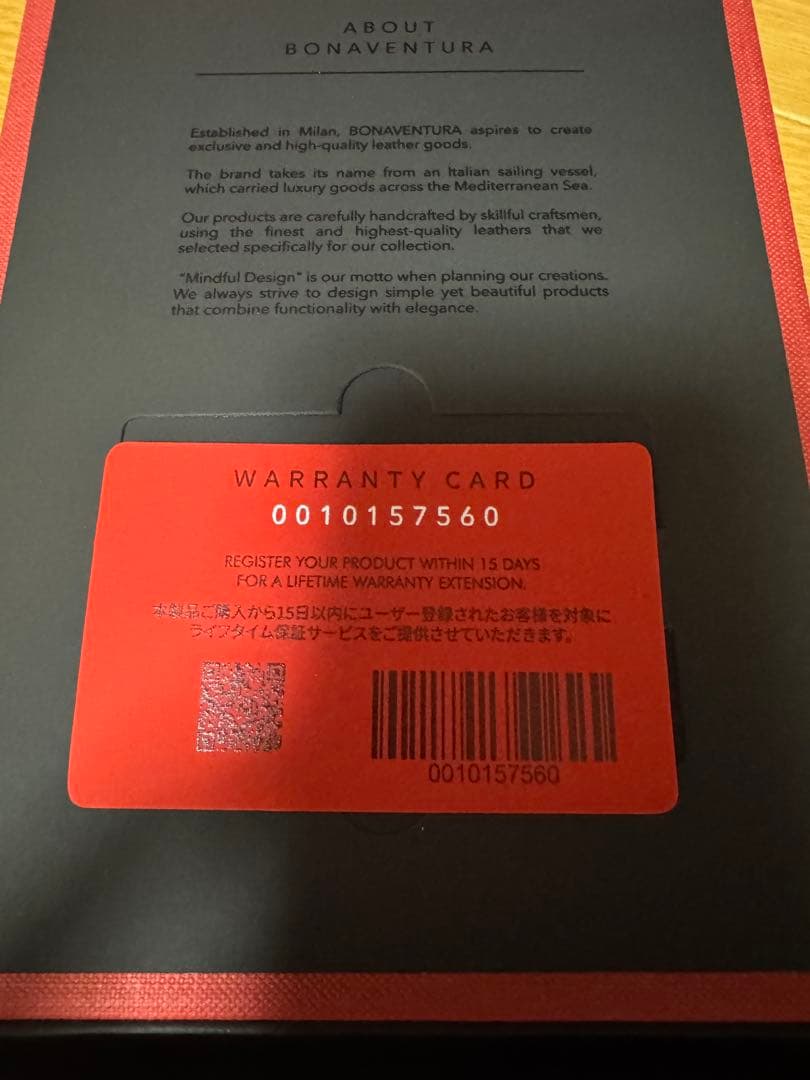 ABOUT
BONAVENTURA
Established in Milan, BONAVENTURA aspires to create
exclusive and high-quality leather goods.
The brand takes its name from an Italian sailing vessel,
which carried luxury goods across the Mediterranean Sea.
Our products are carefully handcrafted by skillful craftsmen,
using the finest and highest-quality leathers that we
selected specifically for our collection.
"Mindful Design" is our motto when planning our creations.
We always strive to design simple yet beautiful products
that combine functionality with elegance.
WARRANTY CARD
0010157560
REGISTER YOUR PRODUCT WITHIN 15 DAYS
FOR A LIFETIME WARRANTY EXTENSION.
本製品ご購入から15日以内にユーザー登録されたお客様を対象に
ライフタイム保証サービスをご提供させていただきます。
0010157560